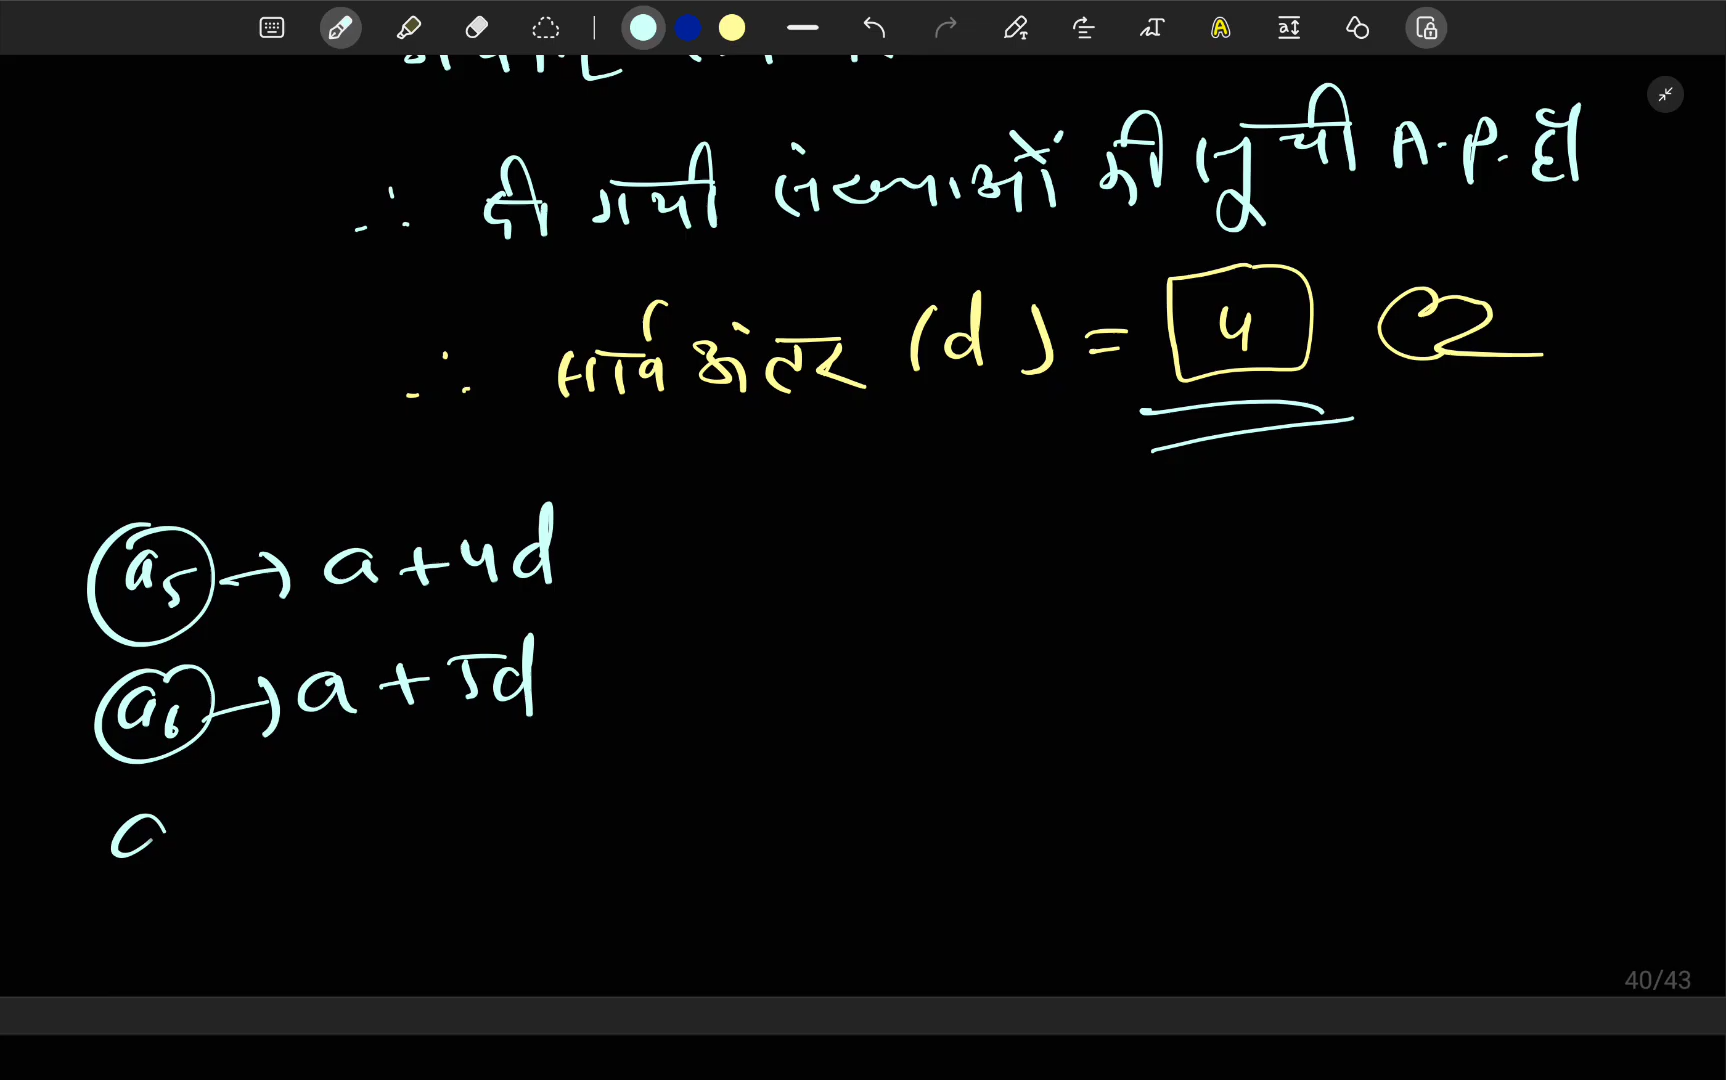 ∴ दी गयी संख्याओं की सूची A.P. है
∴ सार्व अंतर (d) = 4
a₅ → a + 4d
a₆ → a + 5d
40/43